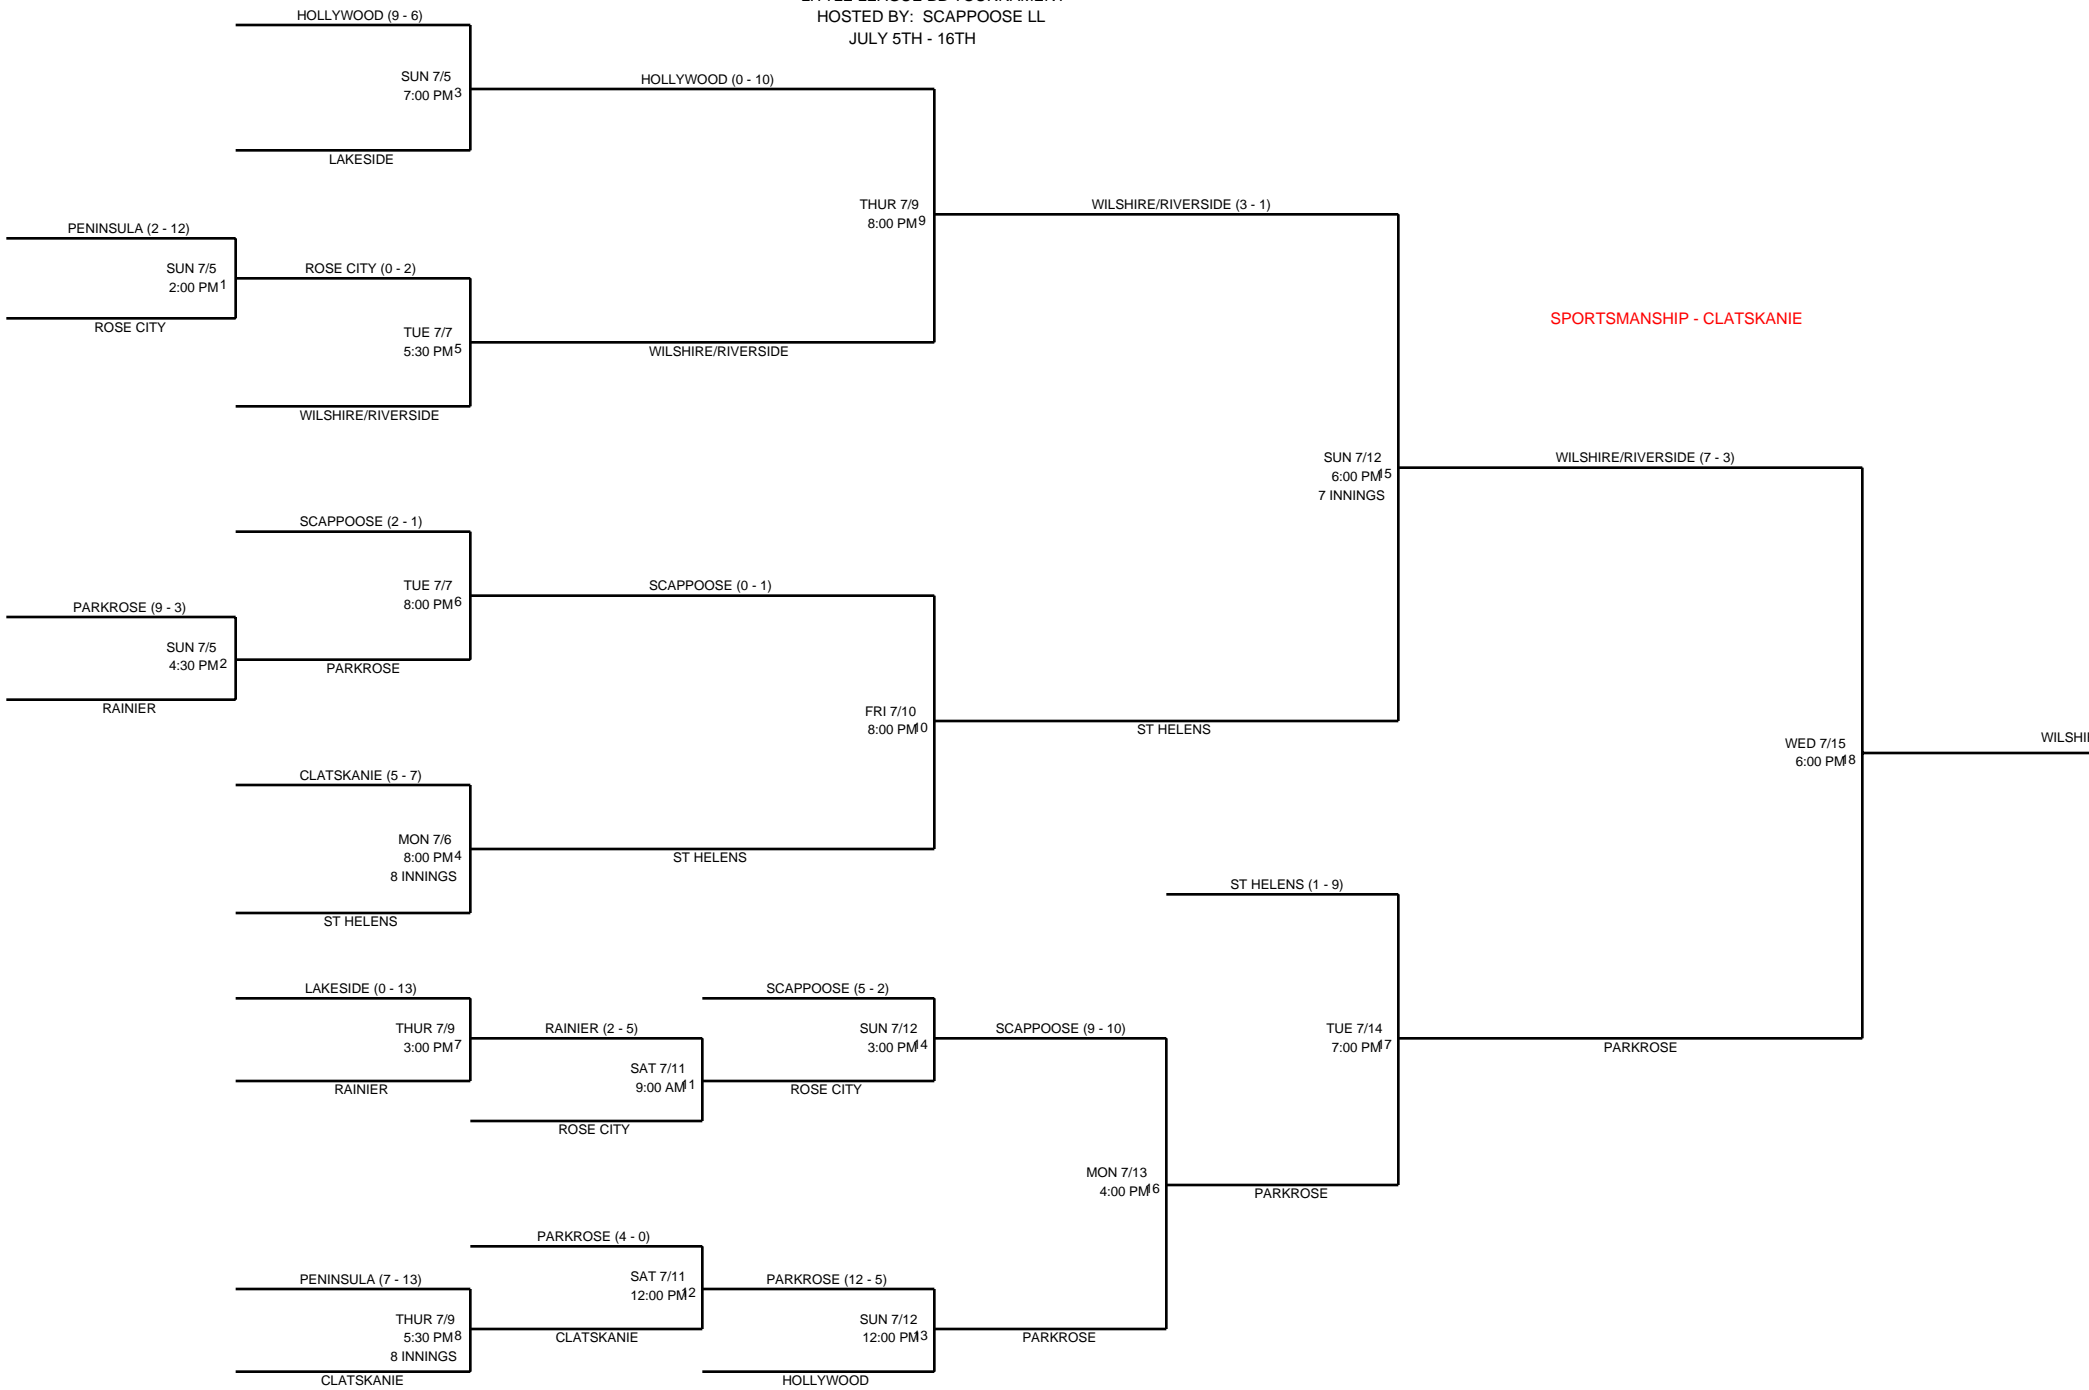 HOSTED BY: SCAPPOOSE LL
JULY 5TH - 16TH
HOLLYWOOD (9 - 6)
SUN 7/5
7:00 PM 3
LAKESIDE
HOLLYWOOD (0 - 10)
PENINSULA (2 - 12)
SUN 7/5
2:00 PM 1
ROSE CITY
ROSE CITY (0 - 2)
TUE 7/7
5:30 PM 5
WILSHIRE/RIVERSIDE
WILSHIRE/RIVERSIDE
THUR 7/9
8:00 PM 9
WILSHIRE/RIVERSIDE (3 - 1)
SPORTSMANSHIP - CLATSKANIE
SCAPPOOSE (2 - 1)
TUE 7/7
8:00 PM 6
PARKROSE (9 - 3)
SUN 7/5
4:30 PM 2
RAINIER
PARKROSE
SCAPPOOSE (0 - 1)
FRI 7/10
8:00 PM 10
CLATSKANIE (5 - 7)
MON 7/6
8:00 PM 4
8 INNINGS
ST HELENS
ST HELENS
ST HELENS
SUN 7/12
6:00 PM 15
7 INNINGS
WILSHIRE/RIVERSIDE (7 - 3)
WED 7/15
6:00 PM 18
ST HELENS (1 - 9)
TUE 7/14
7:00 PM 17
PARKROSE
LAKESIDE (0 - 13)
THUR 7/9
3:00 PM 7
RAINIER
RAINIER (2 - 5)
SAT 7/11
9:00 AM 11
ROSE CITY
SCAPPOOSE (5 - 2)
SUN 7/12
3:00 PM 14
ROSE CITY
SCAPPOOSE (9 - 10)
MON 7/13
4:00 PM 16
PARKROSE
PARKROSE (4 - 0)
SAT 7/11
12:00 PM 12
PENINSULA (7 - 13)
THUR 7/9
5:30 PM 8
8 INNINGS
CLATSKANIE
CLATSKANIE
PARKROSE (12 - 5)
SUN 7/12
12:00 PM 13
HOLLYWOOD
PARKROSE